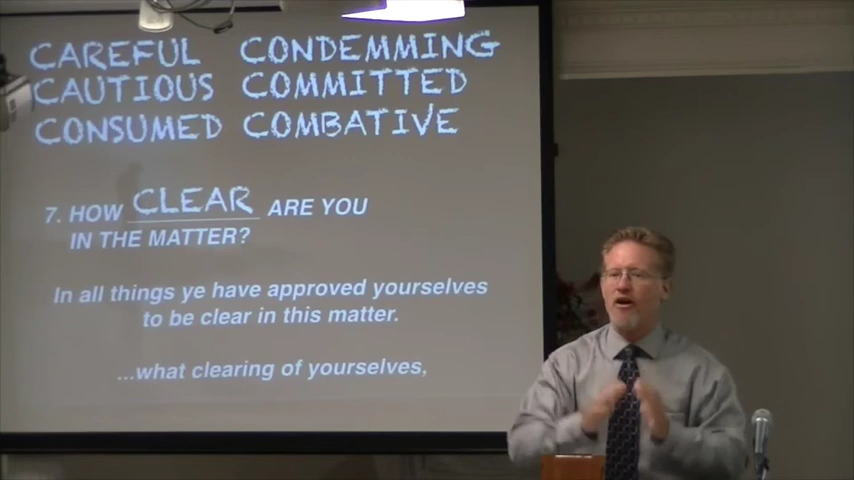 CAREFUL CONDEMMING
CAUTIOUS COMMITTED
CONSUMED COMBATIVE
7. HOW CLEAR ARE YOU
IN THE MATTER?
In all things ye have approved yourselves
to be clear in this matter.
...what clearing of yourselves,